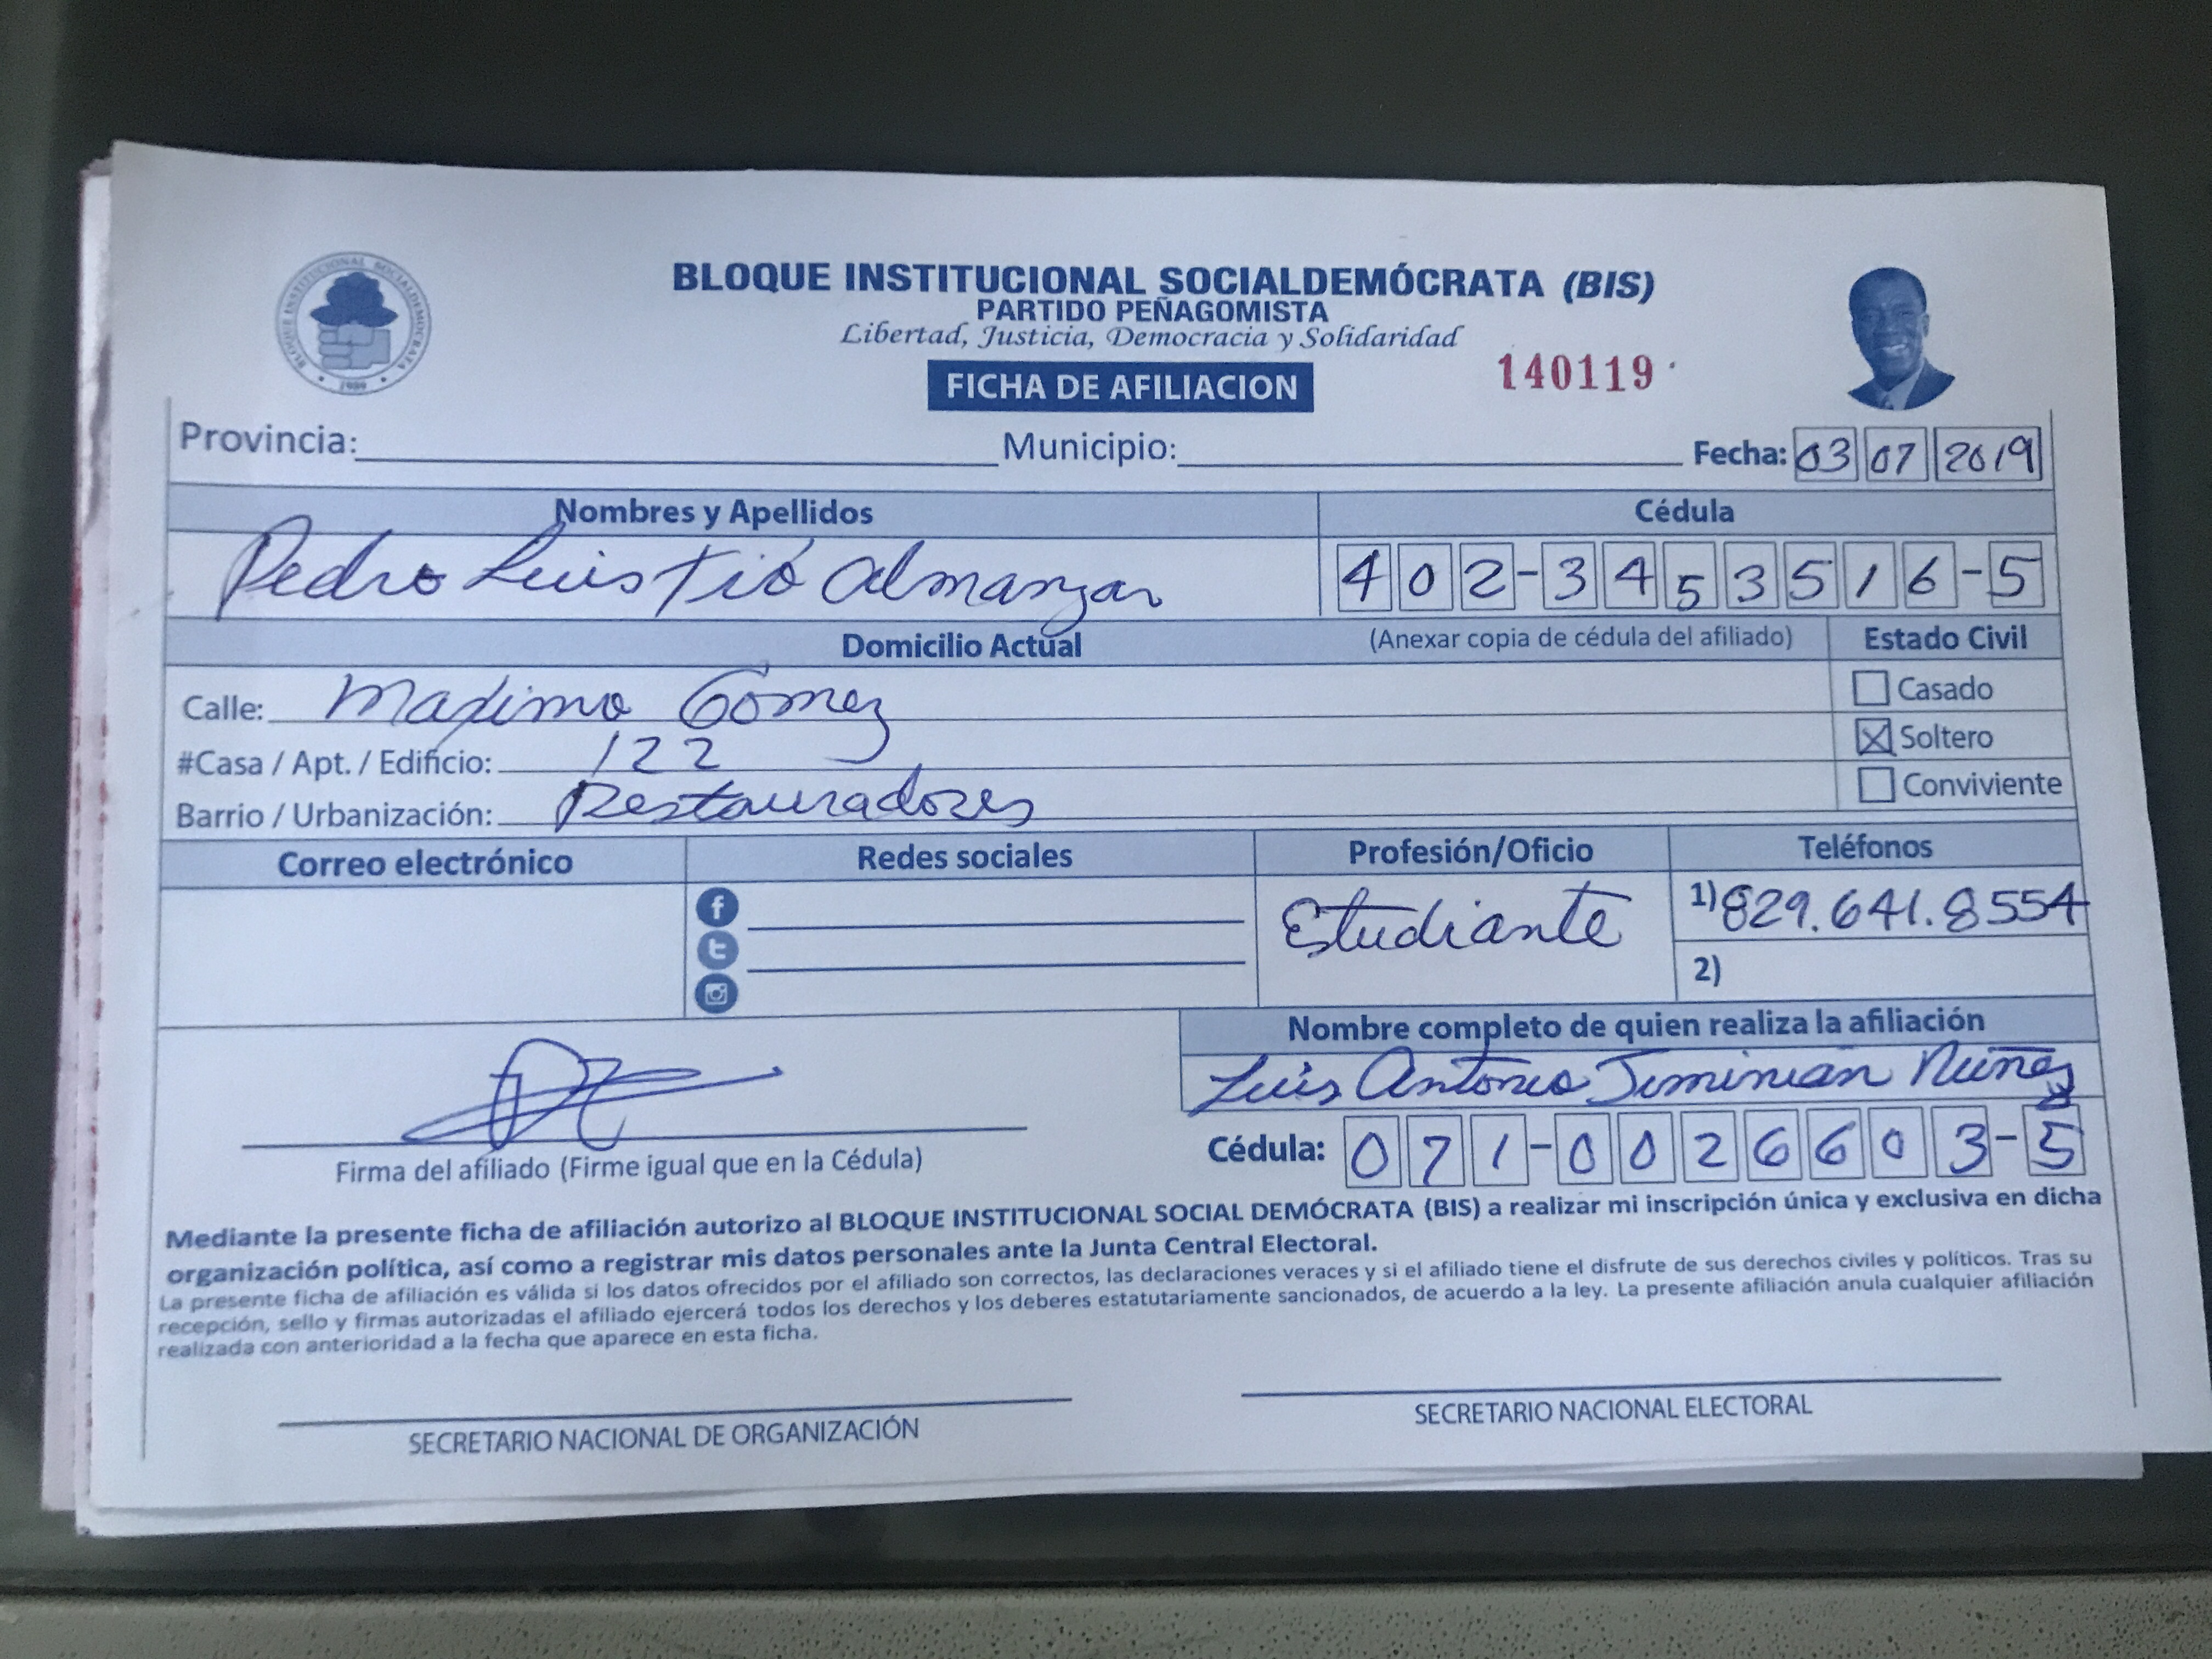 BLOQUE INSTITUCIONAL SOCIALDEMÓCRATA
1989
BLOQUE INSTITUCIONAL SOCIALDEMÓCRATA (BIS)
PARTIDO PEÑAGOMISTA
Libertad, Justicia, Democracia y Solidaridad
FICHA DE AFILIACION
140119
Provincia: Municipio: Fecha: 03 07 2019
Nombres y Apellidos Cédula
Pedro Luis Tió Almanzar 402-3453516-5
Domicilio Actual (Anexar copia de cédula del afiliado) Estado Civil
Calle: Maximo Gómez Casado
#Casa / Apt. / Edificio: 122 Soltero
Barrio / Urbanización: Restauradores Conviviente
Correo electrónico Redes sociales Profesión/Oficio Teléfonos
Estudiante 1) 829.641.8554
2)
Nombre completo de quien realiza la afiliación
Luis Antonio Jiminian Núñez
Cédula: 071-0026603-5
Firma del afiliado (Firme igual que en la Cédula)
Mediante la presente ficha de afiliación autorizo al BLOQUE INSTITUCIONAL SOCIAL DEMÓCRATA (BIS) a realizar mi inscripción única y exclusiva en dicha
organización política, así como a registrar mis datos personales ante la Junta Central Electoral.
La presente ficha de afiliación es válida si los datos ofrecidos por el afiliado son correctos, las declaraciones veraces y si el afiliado tiene el disfrute de sus derechos civiles y políticos. Tras su
recepción, sello y firmas autorizadas el afiliado ejercerá todos los derechos y los deberes estatutariamente sancionados, de acuerdo a la ley. La presente afiliación anula cualquier afiliación
realizada con anterioridad a la fecha que aparece en esta ficha.
SECRETARIO NACIONAL DE ORGANIZACIÓN SECRETARIO NACIONAL ELECTORAL